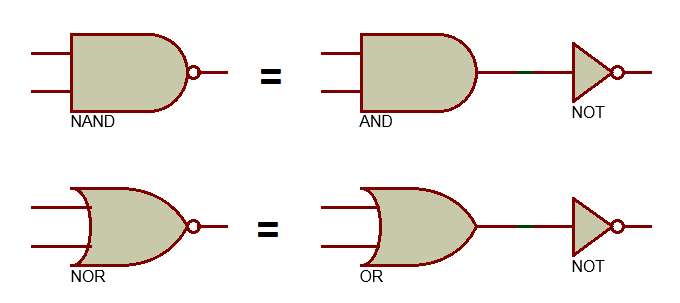 NAND
=
AND
NOT
NOR
=
OR
NOT